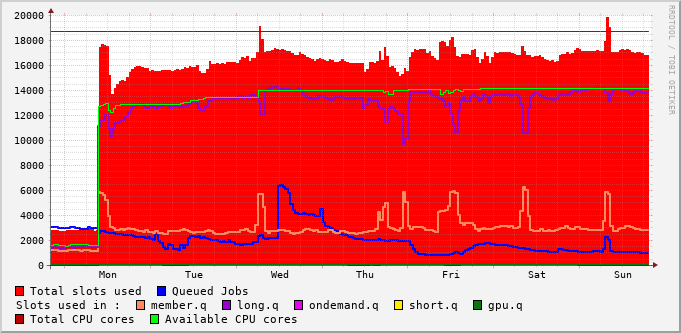 20000
18000
16000
14000
12000
10000
8000
6000
4000
2000
0
Mon Tue Wed Thu Fri Sat Sun
Total slots used Queued Jobs
Slots used in : member.q long.q ondemand.q short.q gpu.q
Total CPU cores Available CPU cores
RRDTOOL / TOBI OETIKER